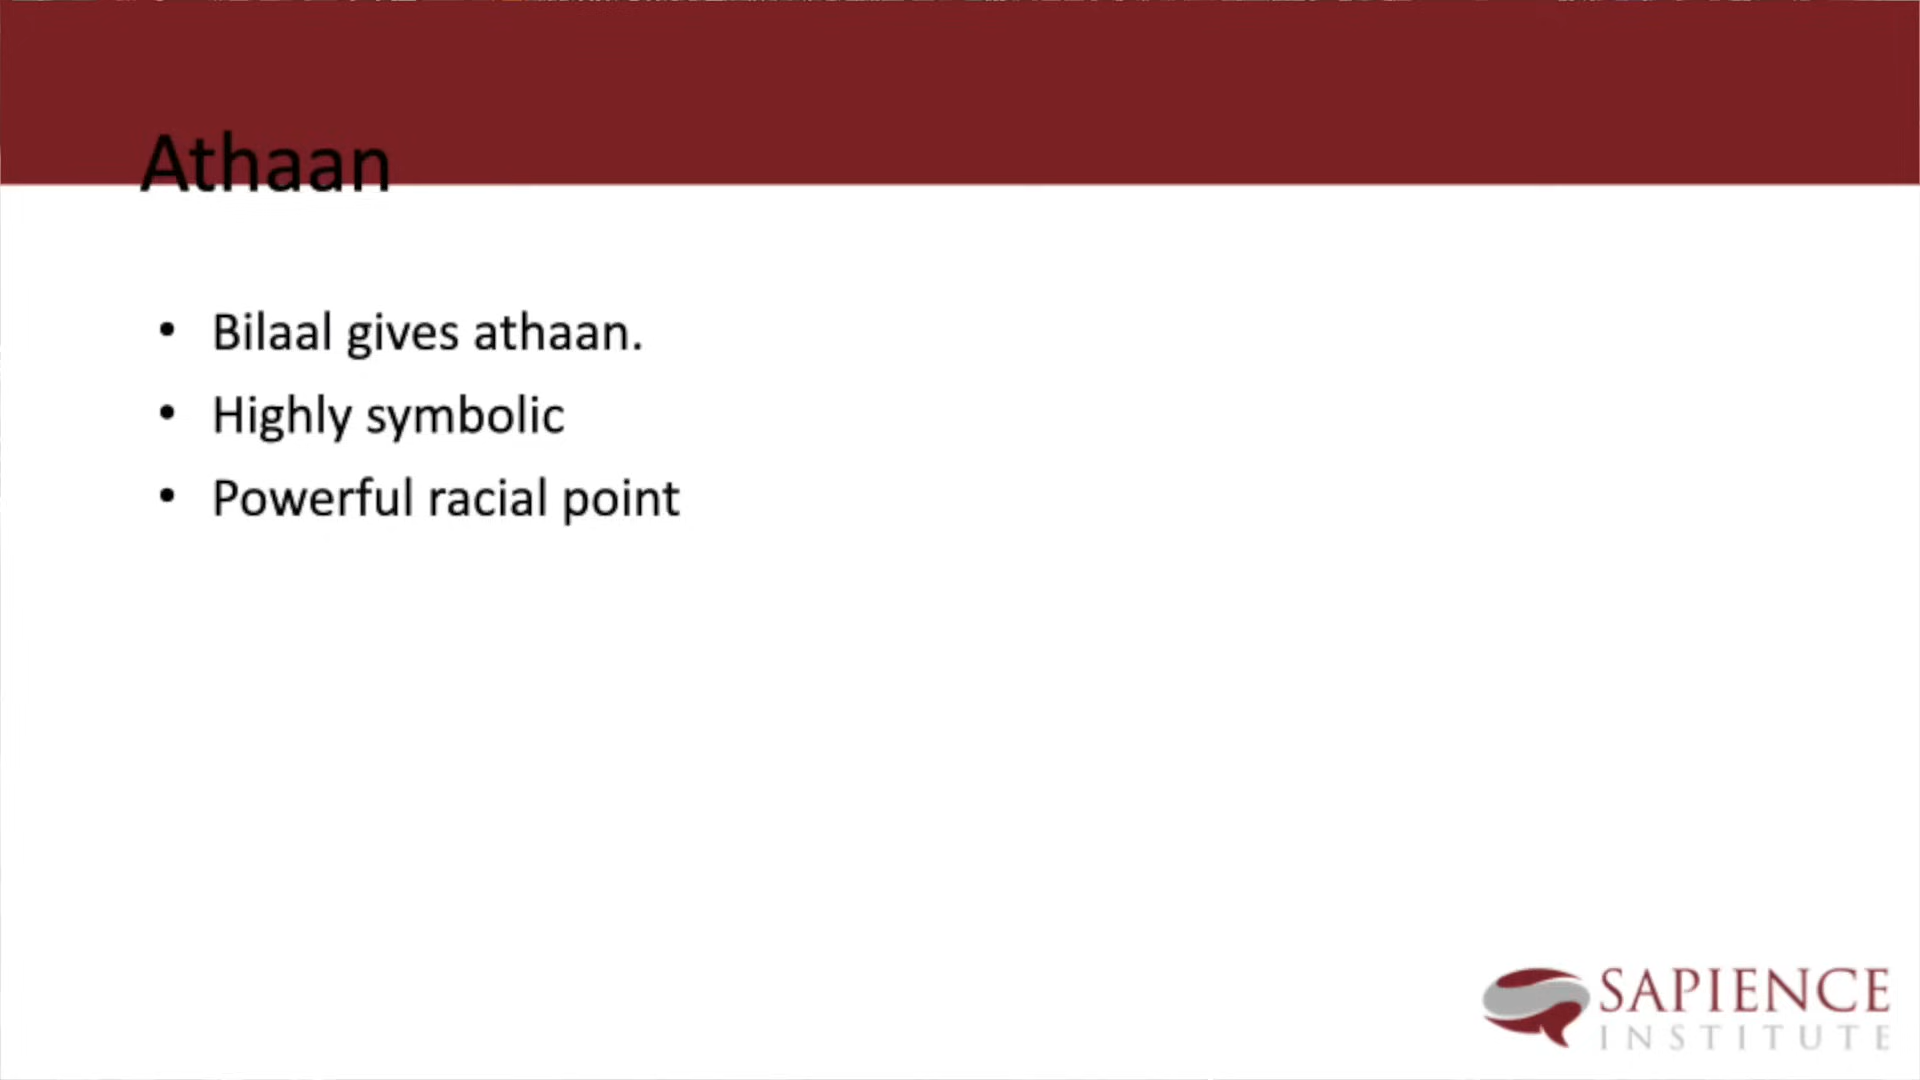 Athaan
• Bilaal gives athaan.
• Highly symbolic
• Powerful racial point
SAPIENCE
INSTITUTE